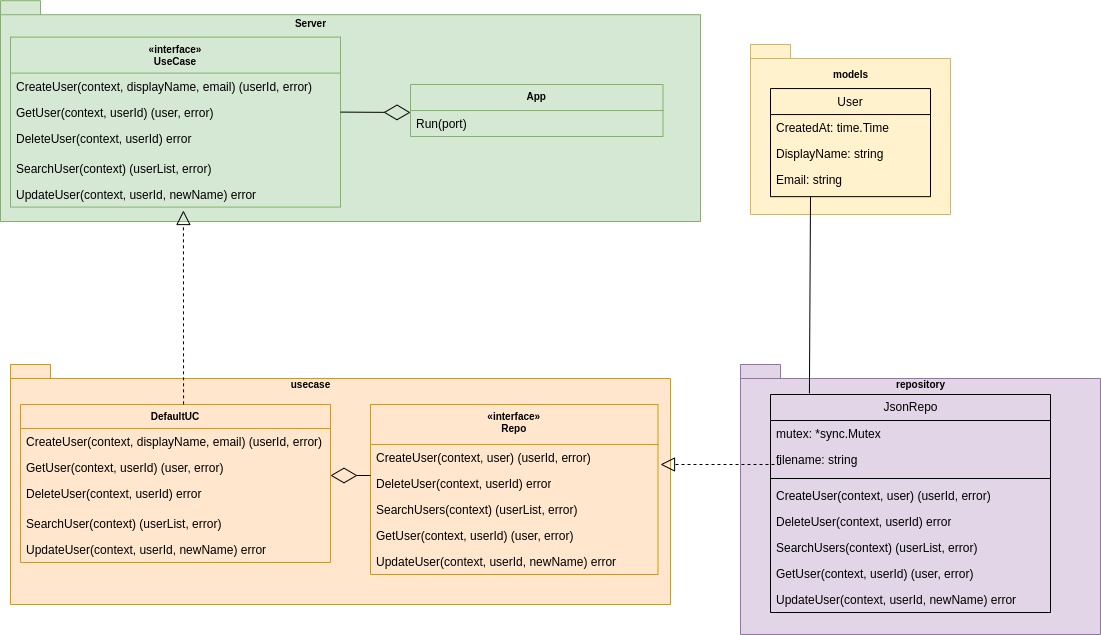 Server
«interface»
UseCase
CreateUser(context, displayName, email) (userId, error)
GetUser(context, userId) (user, error)
DeleteUser(context, userId) error
SearchUser(context) (userList, error)
UpdateUser(context, userId, newName) error
App
Run(port)
models
User
CreatedAt: time.Time
DisplayName: string
Email: string
usecase
DefaultUC
CreateUser(context, displayName, email) (userId, error)
GetUser(context, userId) (user, error)
DeleteUser(context, userId) error
SearchUser(context) (userList, error)
UpdateUser(context, userId, newName) error
«interface»
Repo
CreateUser(context, user) (userId, error)
DeleteUser(context, userId) error
SearchUsers(context) (userList, error)
GetUser(context, userId) (user, error)
UpdateUser(context, userId, newName) error
repository
JsonRepo
mutex: *sync.Mutex
filename: string
CreateUser(context, user) (userId, error)
DeleteUser(context, userId) error
SearchUsers(context) (userList, error)
GetUser(context, userId) (user, error)
UpdateUser(context, userId, newName) error